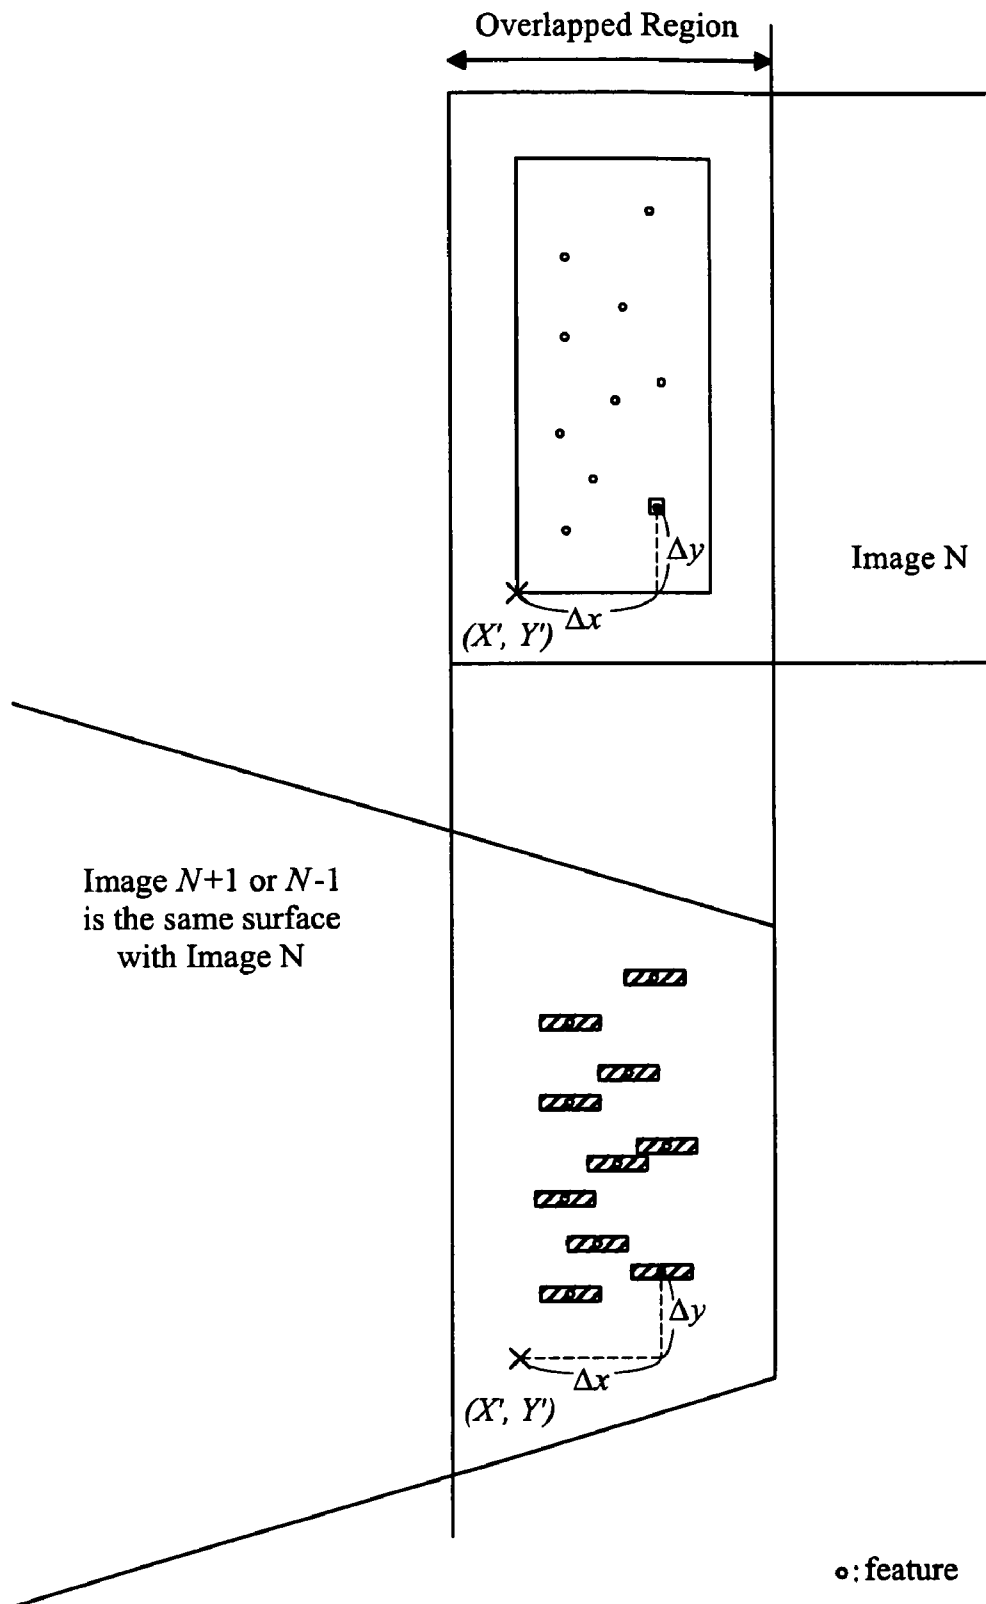 Overlapped Region
Δy
Image N
Δx
(X', Y')
Image N+1 or N-1
is the same surface
with Image N
Δy
Δx
(X', Y')
o: feature